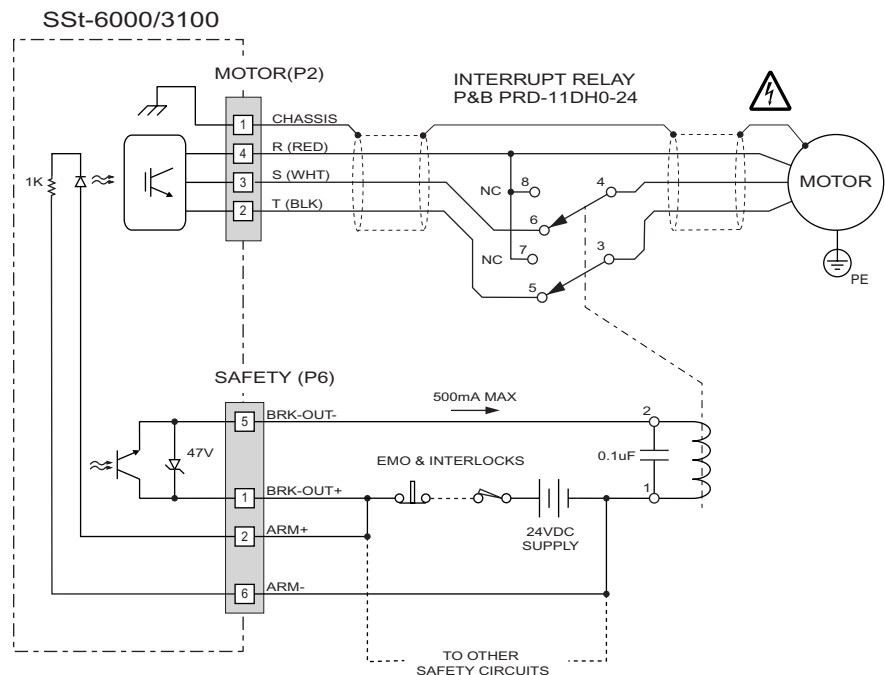 SSt-6000/3100
MOTOR(P2)
INTERRUPT RELAY
P&B PRD-11DH0-24
1
CHASSIS
4
R (RED)
3
S (WHT)
2
T (BLK)
1K
NC
8
4
6
7
NC
3
5
MOTOR
PE
SAFETY (P6)
500mA MAX
5
BRK-OUT-
2
47V
EMO & INTERLOCKS
0.1uF
1
BRK-OUT+
1
2
ARM+
24VDC
SUPPLY
6
ARM-
TO OTHER
SAFETY CIRCUITS